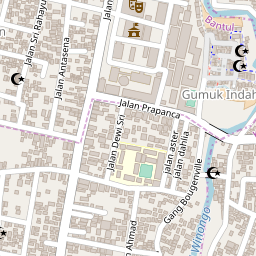 Bantul
Jalan Sri Rahayu
Jalan Antasena
Gumuk Indah
Jalan Prapanca
Jalan Dewi Sri
Jalan aster
Jalan dahlia
Gang Bougenville
Winongo
Jalan Ahmad